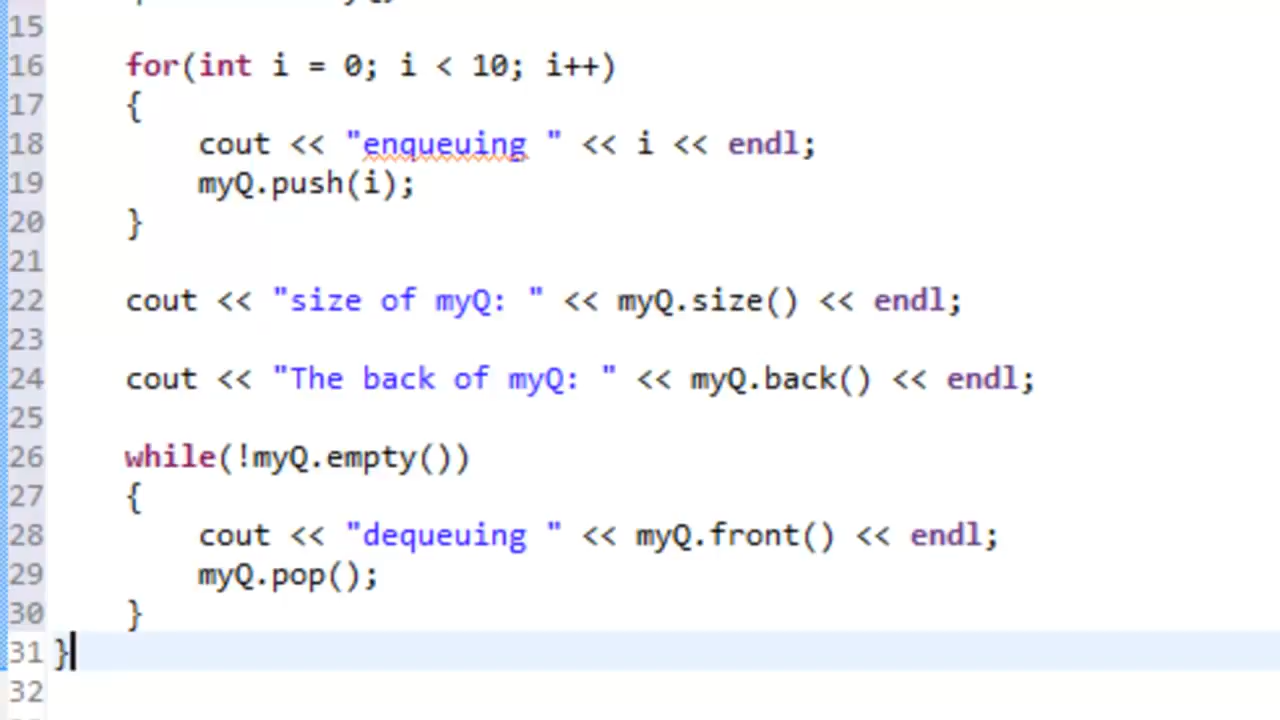 15
16 for(int i = 0; i < 10; i++)
17 {
18 cout << "enqueuing " << i << endl;
19 myQ.push(i);
20 }
21
22 cout << "size of myQ: " << myQ.size() << endl;
23
24 cout << "The back of myQ: " << myQ.back() << endl;
25
26 while(!myQ.empty())
27 {
28 cout << "dequeuing " << myQ.front() << endl;
29 myQ.pop();
30 }
31 }
32